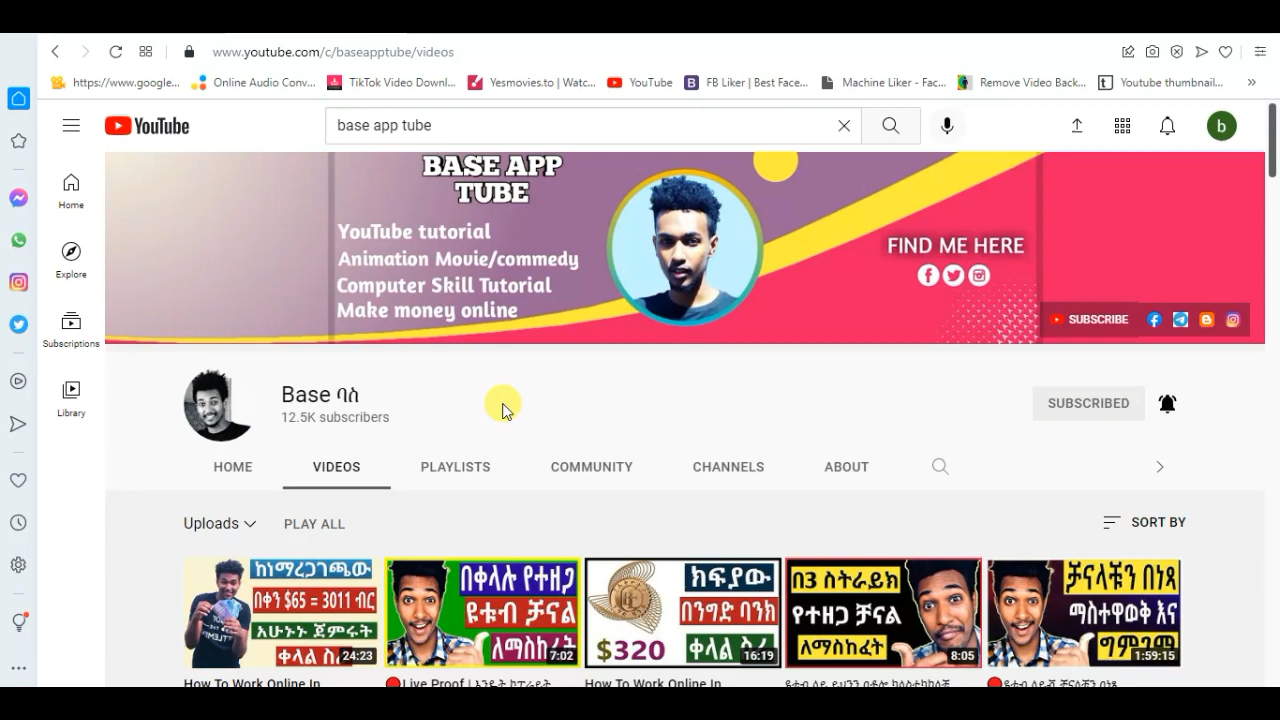 www.youtube.com/c/baseapptube/videos
https://www.google...
Online Audio Conv...
TikTok Video Downl...
Yesmovies.to | Watc...
YouTube
FB Liker | Best Face...
Machine Liker - Fac...
Remove Video Back...
Youtube thumbnail...
YouTube
base app tube
b
Home
Explore
Subscriptions
Library
BASE APP
TUBE
YouTube tutorial
Animation Movie/commedy
Computer Skill Tutorial
Make money online
FIND ME HERE
SUBSCRIBE
Base ባስ
12.5K subscribers
SUBSCRIBED
HOME
VIDEOS
PLAYLISTS
COMMUNITY
CHANNELS
ABOUT
Uploads
PLAY ALL
SORT BY
ከነማረጋገጫው
በቀን $65 = 3011 ብር
አሁኑኑ ጀምሩት
ቀላል
24:23
በቀላሉ የተዘጋ
ዩቱብ ቻናል
7:02
ክፍያው
በንግድ ባንክ
$320
ቀላል
16:19
በ3 ስትራይክ
የተዘጋ ቻናል
ለማስከፈት
8:05
ቻናላቹን በነጻ
ማስተዋወቅ እና
ግምገማ
1:59:15
How To Work Online In
Live Proof |
How To Work Online In